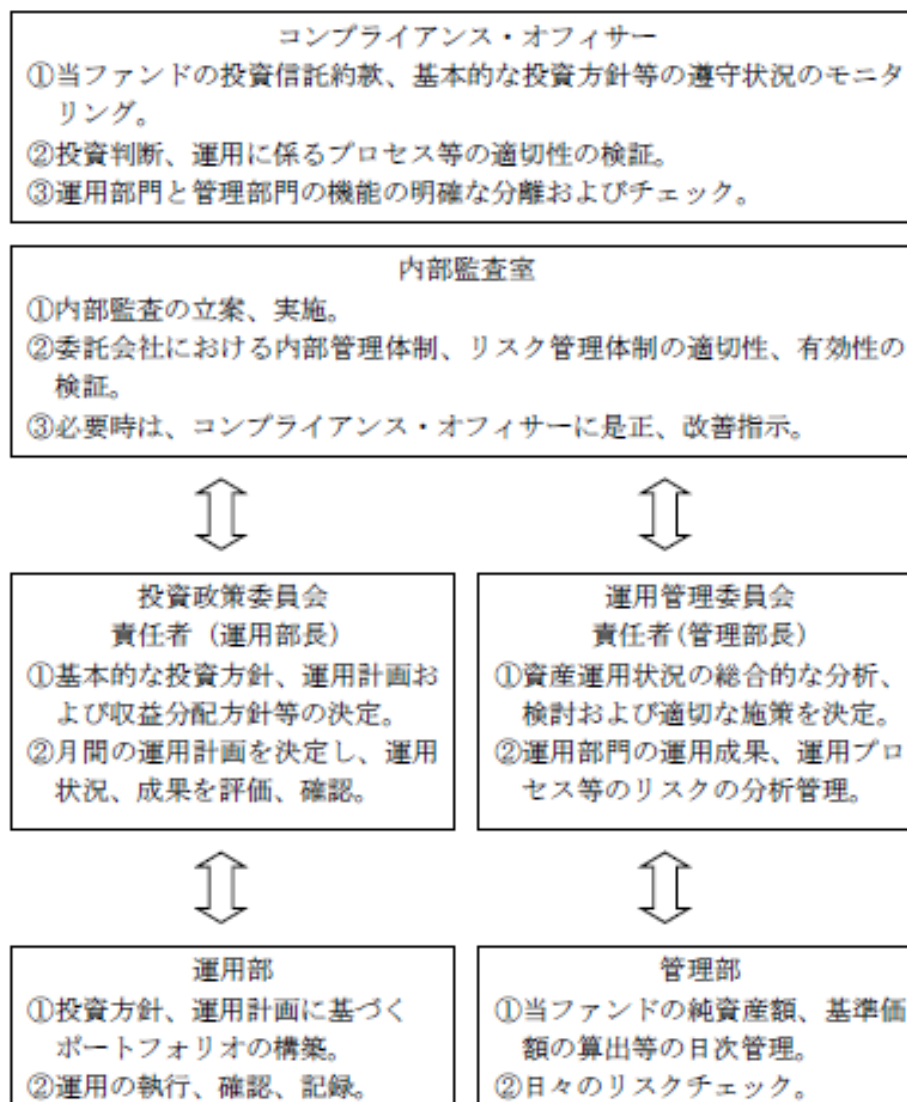 コンプライアンス・オフィサー
①当ファンドの投資信託約款、基本的な投資方針等の遵守状況のモニタ
リング。
②投資判断、運用に係るプロセス等の適切性の検証。
③運用部門と管理部門の機能の明確な分離およびチェック。
内部監査室
①内部監査の立案、実施。
②委託会社における内部管理体制、リスク管理体制の適切性、有効性の
検証。
③必要時は、コンプライアンス・オフィサーに是正、改善指示。
投資政策委員会
責任者（運用部長）
①基本的な投資方針、運用計画お
よび収益分配方針等の決定。
②月間の運用計画を決定し、運用
状況、成果を評価、確認。
運用管理委員会
責任者(管理部長)
①資産運用状況の総合的な分析、
検討および適切な施策を決定。
②運用部門の運用成果、運用プロ
セス等のリスクの分析管理。
運用部
①投資方針、運用計画に基づく
ポートフォリオの構築。
②運用の執行、確認、記録。
管理部
①当ファンドの純資産額、基準価
額の算出等の日次管理。
②日々のリスクチェック。